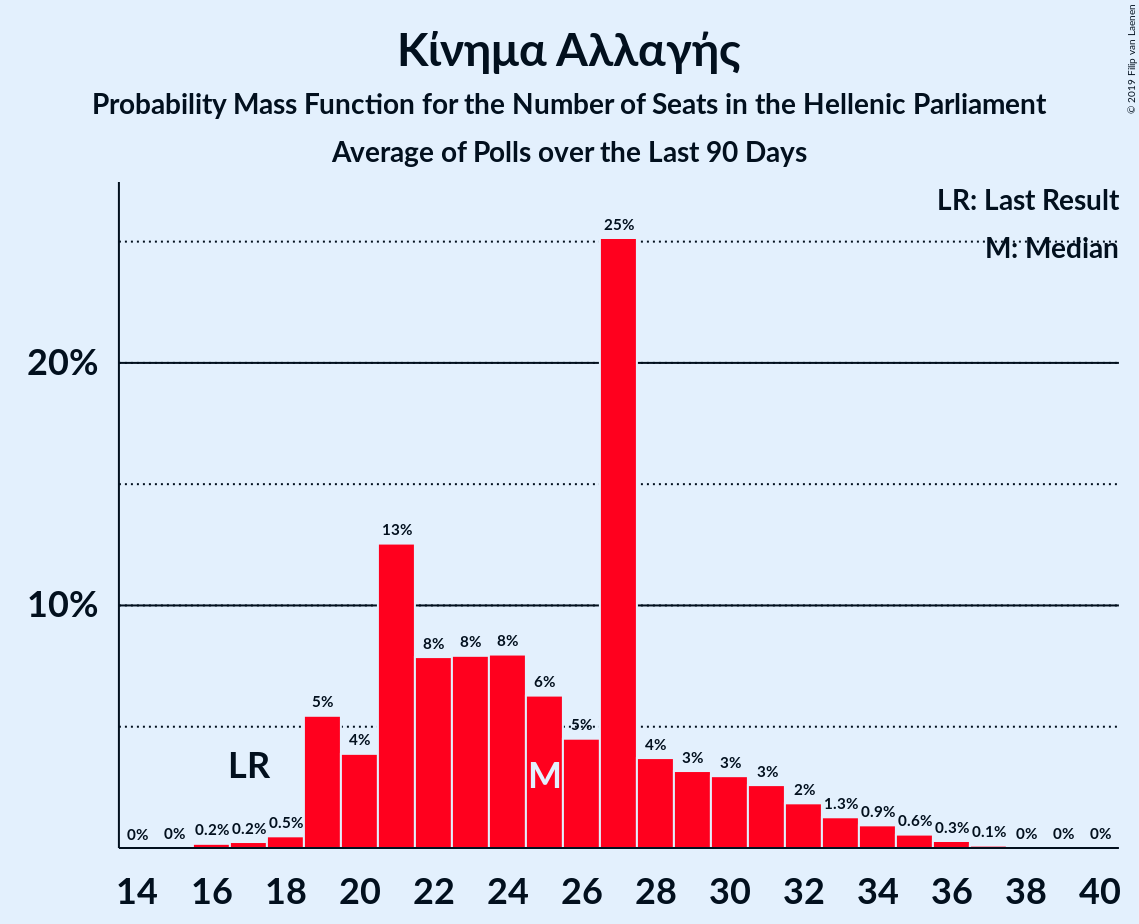 Κίνημα Αλλαγής
Probability Mass Function for the Number of Seats in the Hellenic Parliament
Average of Polls over the Last 90 Days
© 2019 Filip van Laenen
LR: Last Result
M: Median
20%
10%
0% 0% 0.2% 0.2% 0.5% 5% 4% 13% 8% 8% 8% 6% 5% 25% 4% 3% 3% 3% 2% 1.3% 0.9% 0.6% 0.3% 0.1% 0% 0% 0%
LR
M
14 16 18 20 22 24 26 28 30 32 34 36 38 40